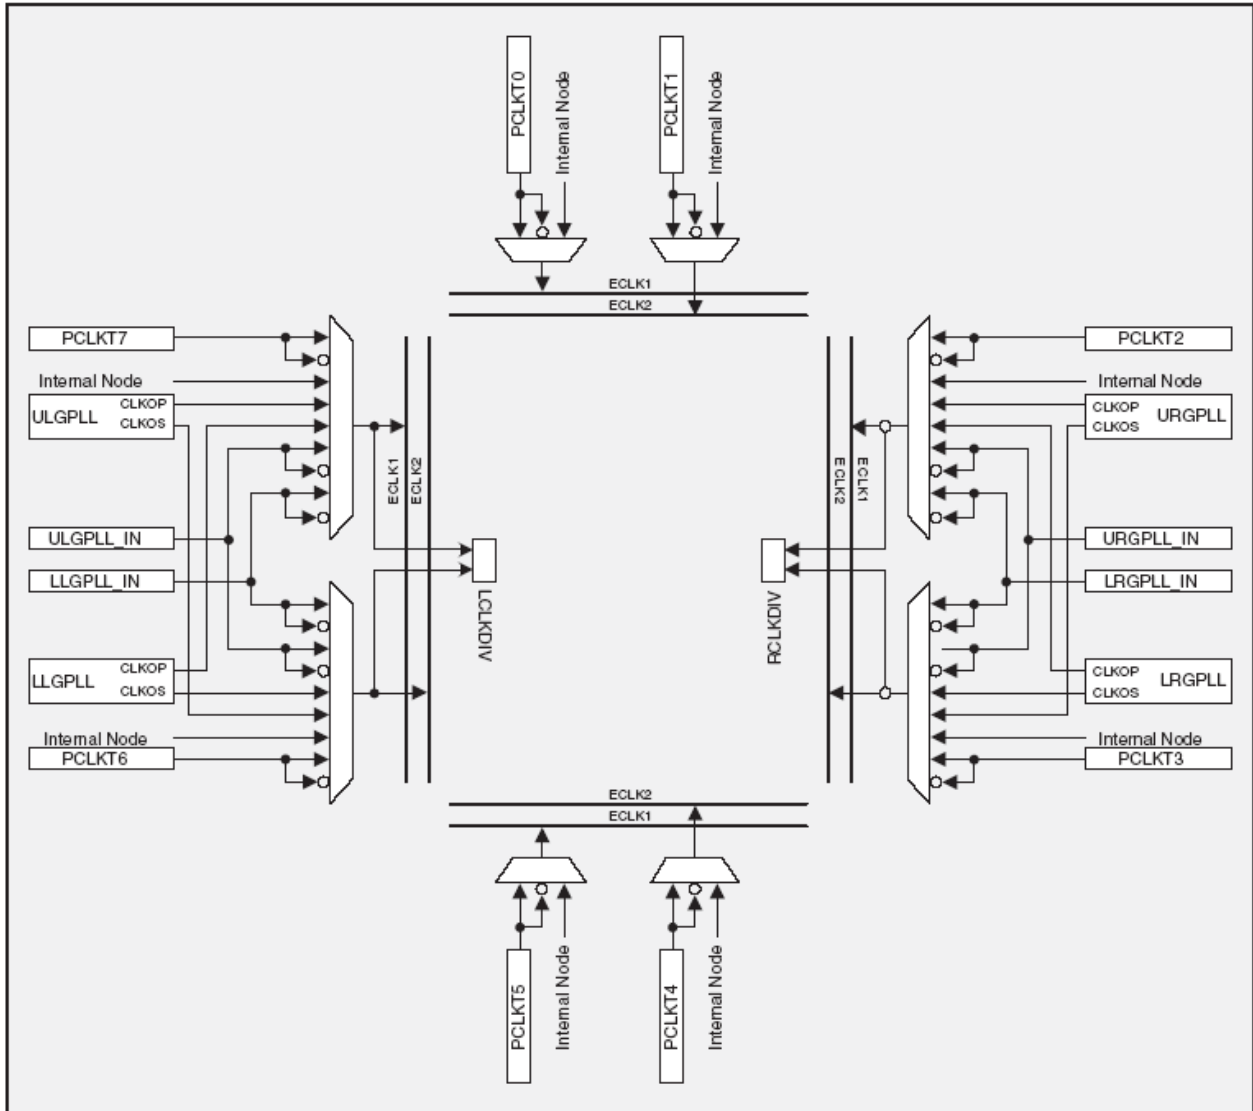 PCLKT0
Internal Node
PCLKT1
Internal Node
ECLK1
ECLK2
PCLKT7
Internal Node
ULGPLL
CLKOP
CLKOS
ULGPLL_IN
LLGPLL_IN
LLGPLL
CLKOP
CLKOS
Internal Node
PCLKT6
ECLK1
ECLK2
LCLKDIV
RCLKDIV
ECLK2
ECLK1
PCLKT2
Internal Node
CLKOP
CLKOS
URGPLL
URGPLL_IN
LRGPLL_IN
CLKOP
CLKOS
LRGPLL
Internal Node
PCLKT3
ECLK2
ECLK1
PCLKT5
Internal Node
PCLKT4
Internal Node